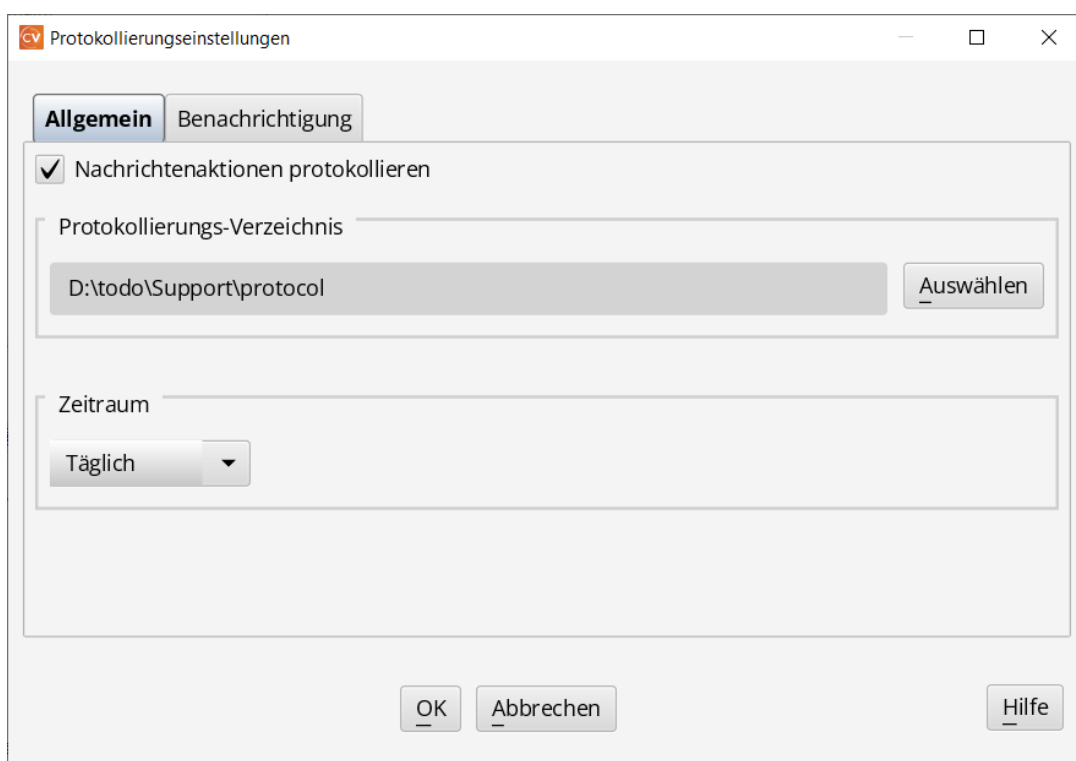 CV Protokollierungseinstellungen
Allgemein Benachrichtigung
Nachrichtenaktionen protokollieren
Protokollierungs-Verzeichnis
D:\todo\Support\protocol Auswählen
Zeitraum
Täglich
OK Abbrechen Hilfe